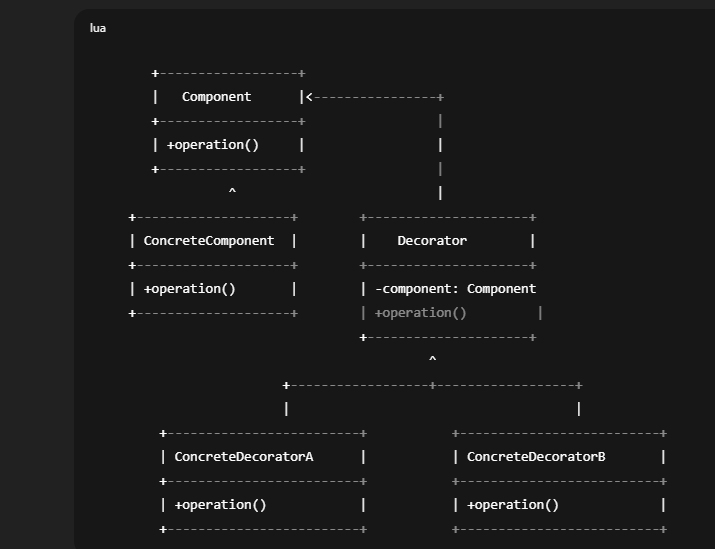 lua
+------------------+
|   Component      |<----------------+
+------------------+                 |
| +operation()     |                 |
+------------------+                 |
          ^                          |
+--------------------+        +---------------------+
| ConcreteComponent  |        |    Decorator        |
+--------------------+        +---------------------+
| +operation()       |        | -component: Component
+--------------------+        | +operation()         |
+---------------------+
^
+------------------+------------------+
|                                     |
+-------------------------+           +--------------------------+
| ConcreteDecoratorA      |           | ConcreteDecoratorB       |
+-------------------------+           +--------------------------+
| +operation()            |           | +operation()             |
+-------------------------+           +--------------------------+